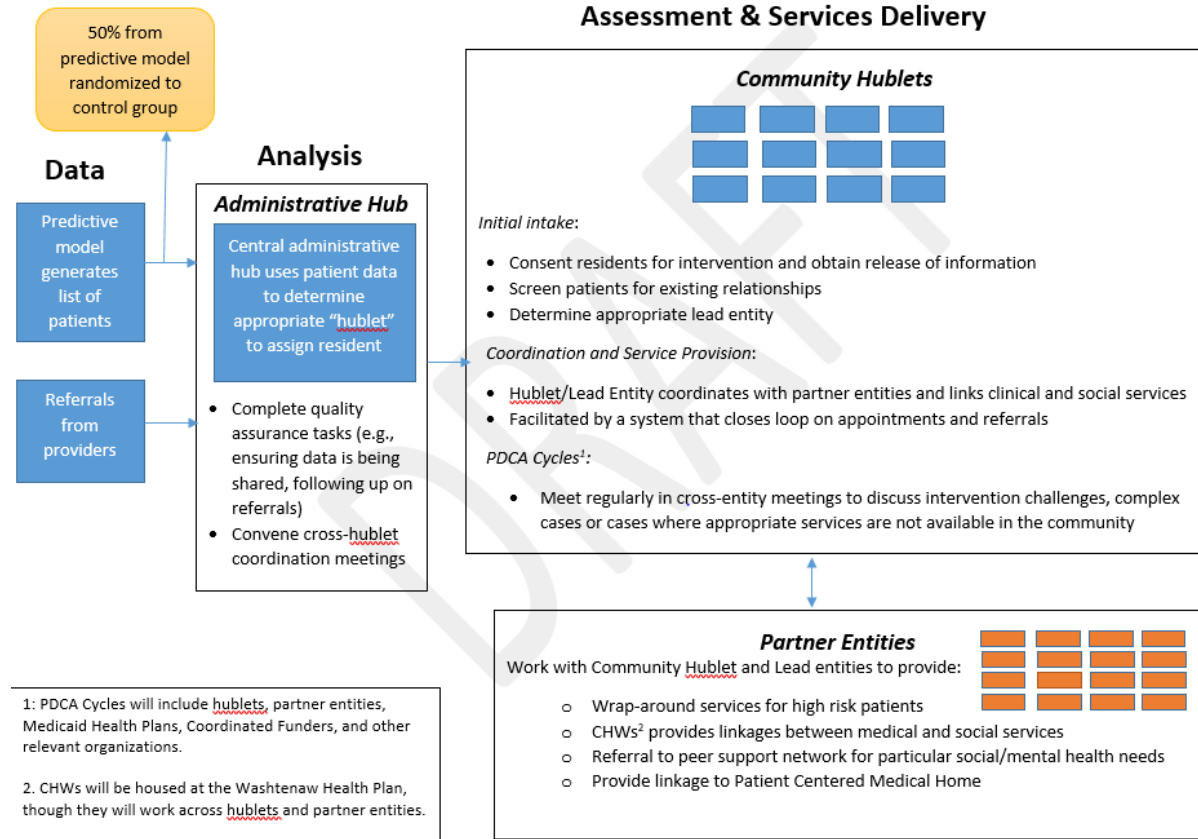 Assessment & Services Delivery
50% from
predictive model
randomized to
control group
Data
Predictive
model
generates
list of
patients
Referrals
from
providers
Analysis
Administrative Hub
Central administrative
hub uses patient data
to determine
appropriate “hublet”
to assign resident
• Complete quality
assurance tasks (e.g.,
ensuring data is being
shared, following up on
referrals)
• Convene cross-hublet
coordination meetings
Community Hublets
Initial intake:
• Consent residents for intervention and obtain release of information
• Screen patients for existing relationships
• Determine appropriate lead entity
Coordination and Service Provision:
• Hublet/Lead Entity coordinates with partner entities and links clinical and social services
• Facilitated by a system that closes loop on appointments and referrals
PDCA Cycles¹:
• Meet regularly in cross-entity meetings to discuss intervention challenges, complex
cases or cases where appropriate services are not available in the community
Partner Entities
Work with Community Hublet and Lead entities to provide:
o Wrap-around services for high risk patients
o CHWs² provides linkages between medical and social services
o Referral to peer support network for particular social/mental health needs
o Provide linkage to Patient Centered Medical Home
1: PDCA Cycles will include hublets, partner entities,
Medicaid Health Plans, Coordinated Funders, and other
relevant organizations.
2. CHWs will be housed at the Washtenaw Health Plan,
though they will work across hublets and partner entities.
DRAFT